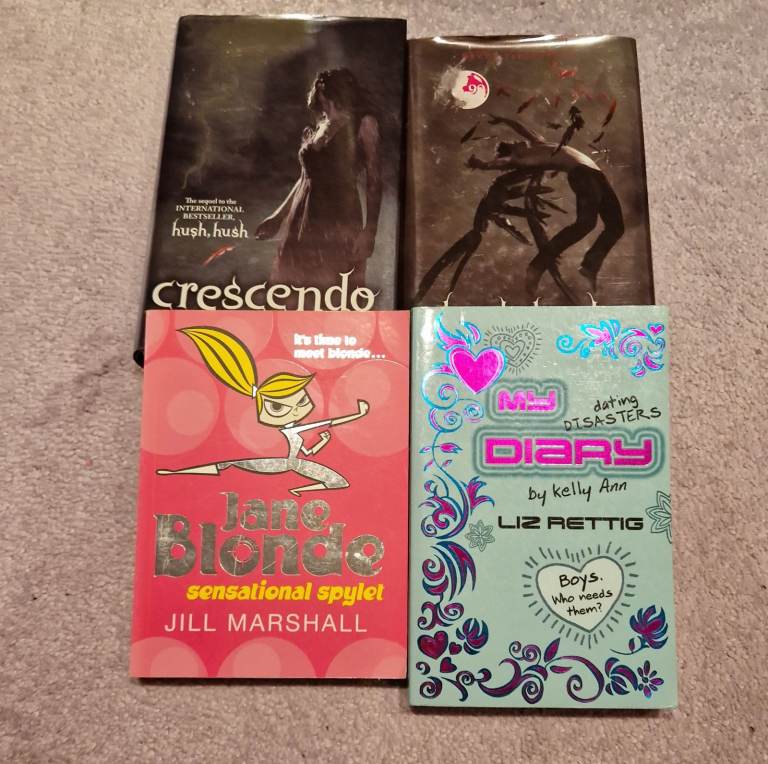 The sequel to the
INTERNATIONAL
BESTSELLER,
hush, hush
crescendo
It's time to
meet blonde...
Jane
Blonde
sensational spylet
JILL MARSHALL
MY
dating
DISASTERS
DIARY
by Kelly Ann
LIZ RETTIG
Boys.
Who needs
them?